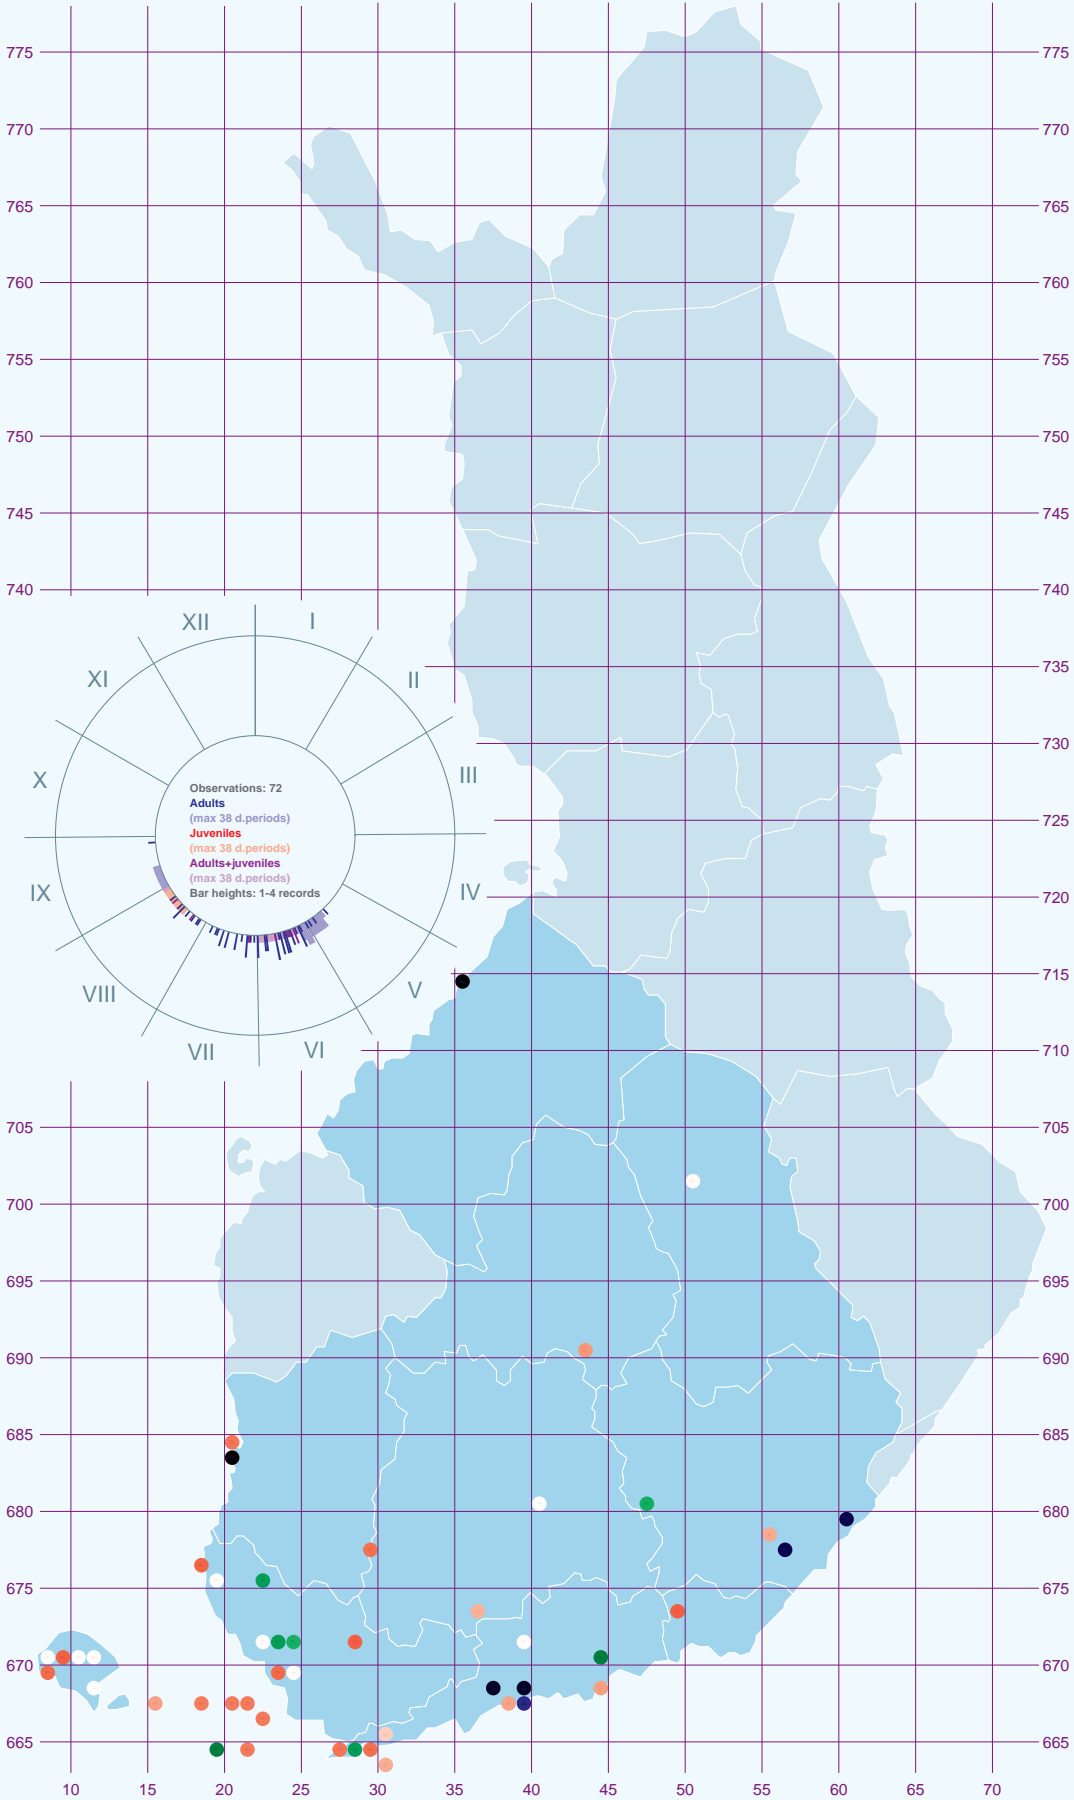 775 775
770 770
765 765
760 760
755 755
750 750
745 745
740 740
XII I
735
XI II
730
X III
Observations: 72
Adults
(max 38 d.periods)
725
Juveniles
(max 38 d.periods)
Adults+juveniles
(max 38 d.periods)
IX IV
Bar heights: 1-4 records
720
715
VIII V
VII VI
710
705 705
700 700
695 695
690 690
685 685
680 680
675 675
670 670
665 665
10 15 20 25 30 35 40 45 50 55 60 65 70